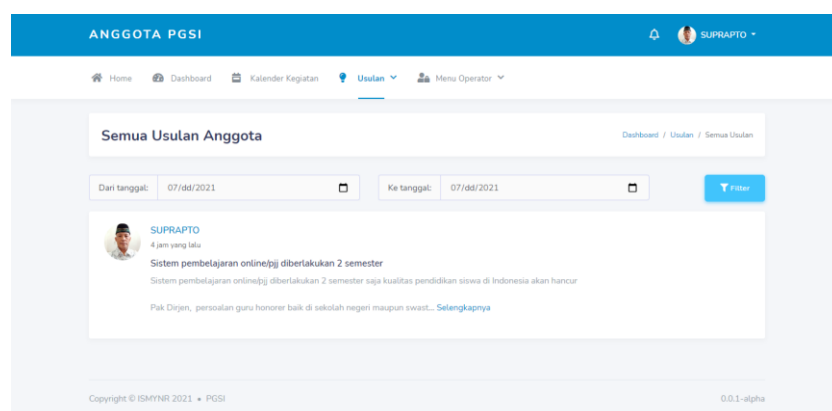 ANGGOTA PGSI
SUPRAPTO
Home Dashboard Kalender Kegiatan Usulan Menu Operator
Semua Usulan Anggota
Dashboard / Usulan / Semua Usulan
Dari tanggal: 07/dd/2021 Ke tanggal: 07/dd/2021 Filter
SUPRAPTO
4 jam yang lalu
Sistem pembelajaran online/pjj diberlakukan 2 semester
Sistem pembelajaran online/pjj diberlakukan 2 semester saja kualitas pendidikan siswa di Indonesia akan hancur
Pak Dirjen, persoalan guru honorer baik di sekolah negeri maupun swast... Selengkapnya
Copyright © ISMYNR 2021 • PGSI
0.0.1-alpha